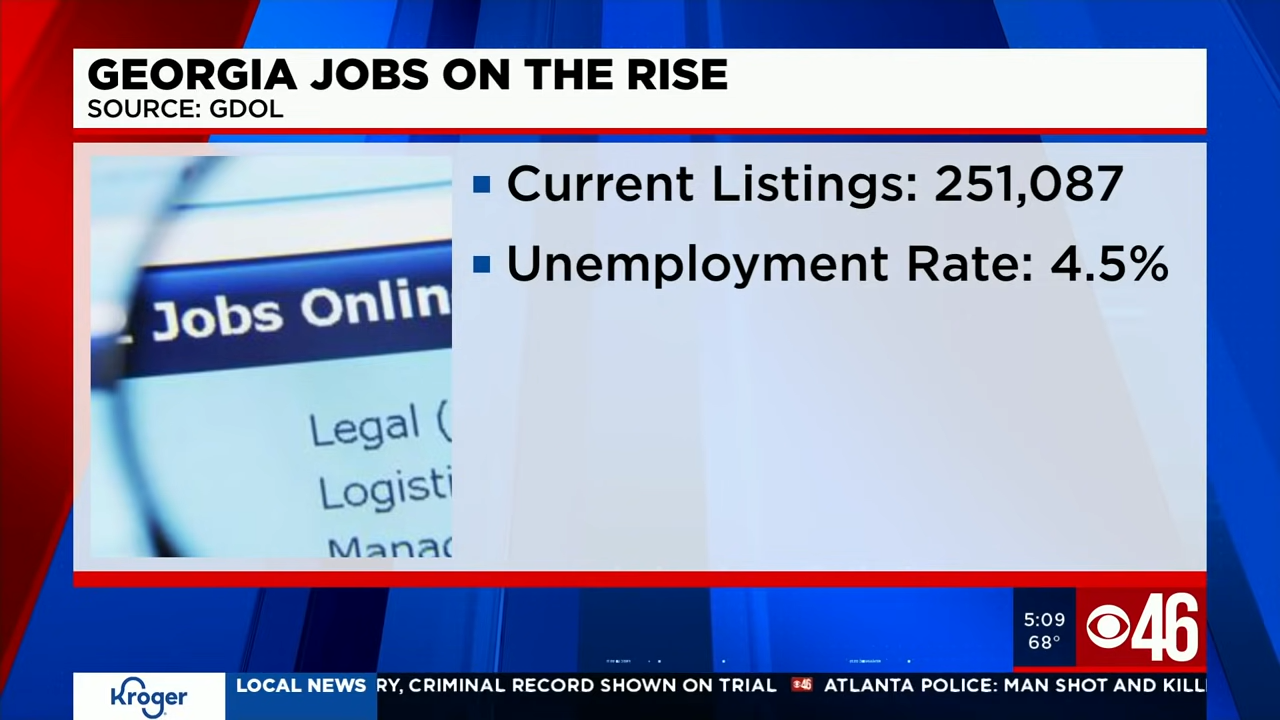 GEORGIA JOBS ON THE RISE
SOURCE: GDOL
Current Listings: 251,087
Unemployment Rate: 4.5%
Jobs Onlin
Legal (
Logisti
Manag
5:09
68°
46
Kroger
LOCAL NEWS
RY, CRIMINAL RECORD SHOWN ON TRIAL 46 ATLANTA POLICE: MAN SHOT AND KILL